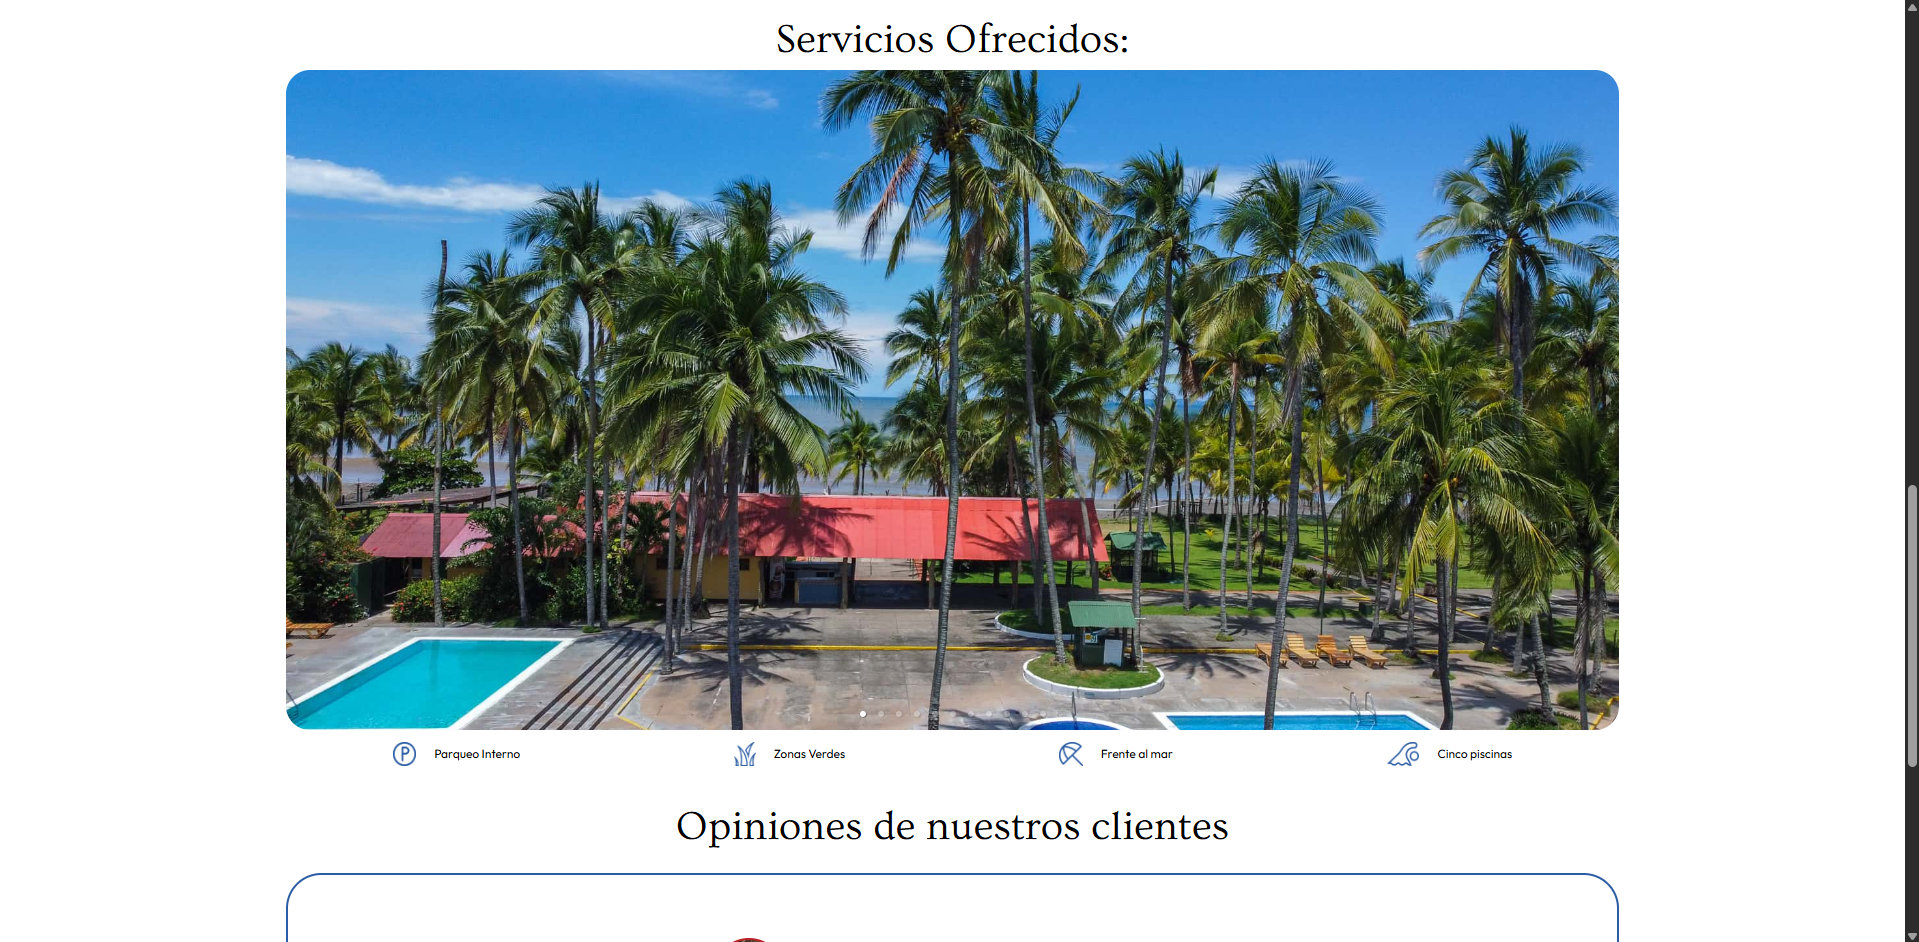 Servicios Ofrecidos:
Parqueo Interno
Zonas Verdes
Frente al mar
Cinco piscinas
Opiniones de nuestros clientes